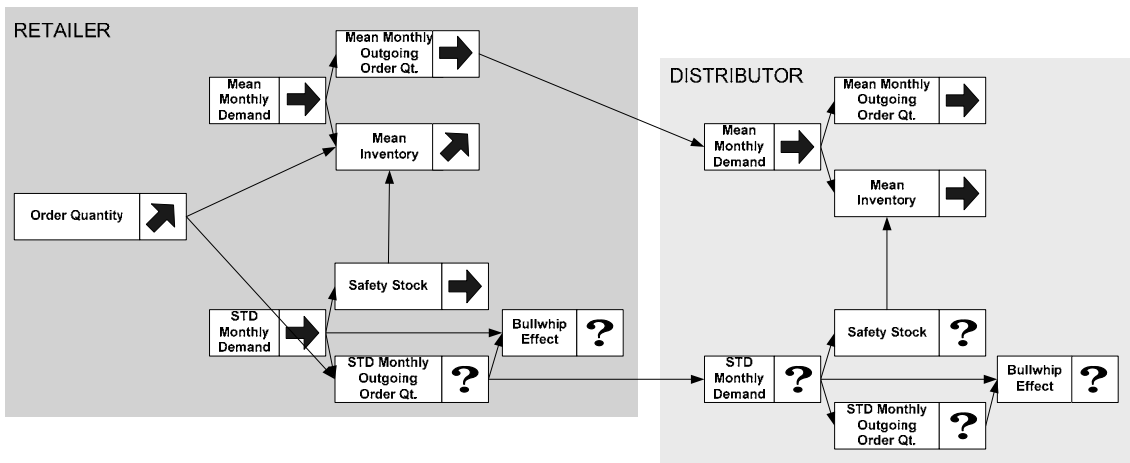 RETAILER
Mean Monthly
Outgoing
Order Qt.
Mean
Monthly
Demand
Mean
Inventory
Order Quantity
Safety Stock
STD
Monthly
Demand
Bullwhip
Effect
?
STD Monthly
Outgoing
Order Qt.
?
DISTRIBUTOR
Mean Monthly
Outgoing
Order Qt.
Mean
Monthly
Demand
Mean
Inventory
Safety Stock
?
STD
Monthly
Demand
?
Bullwhip
Effect
?
STD Monthly
Outgoing
Order Qt.
?